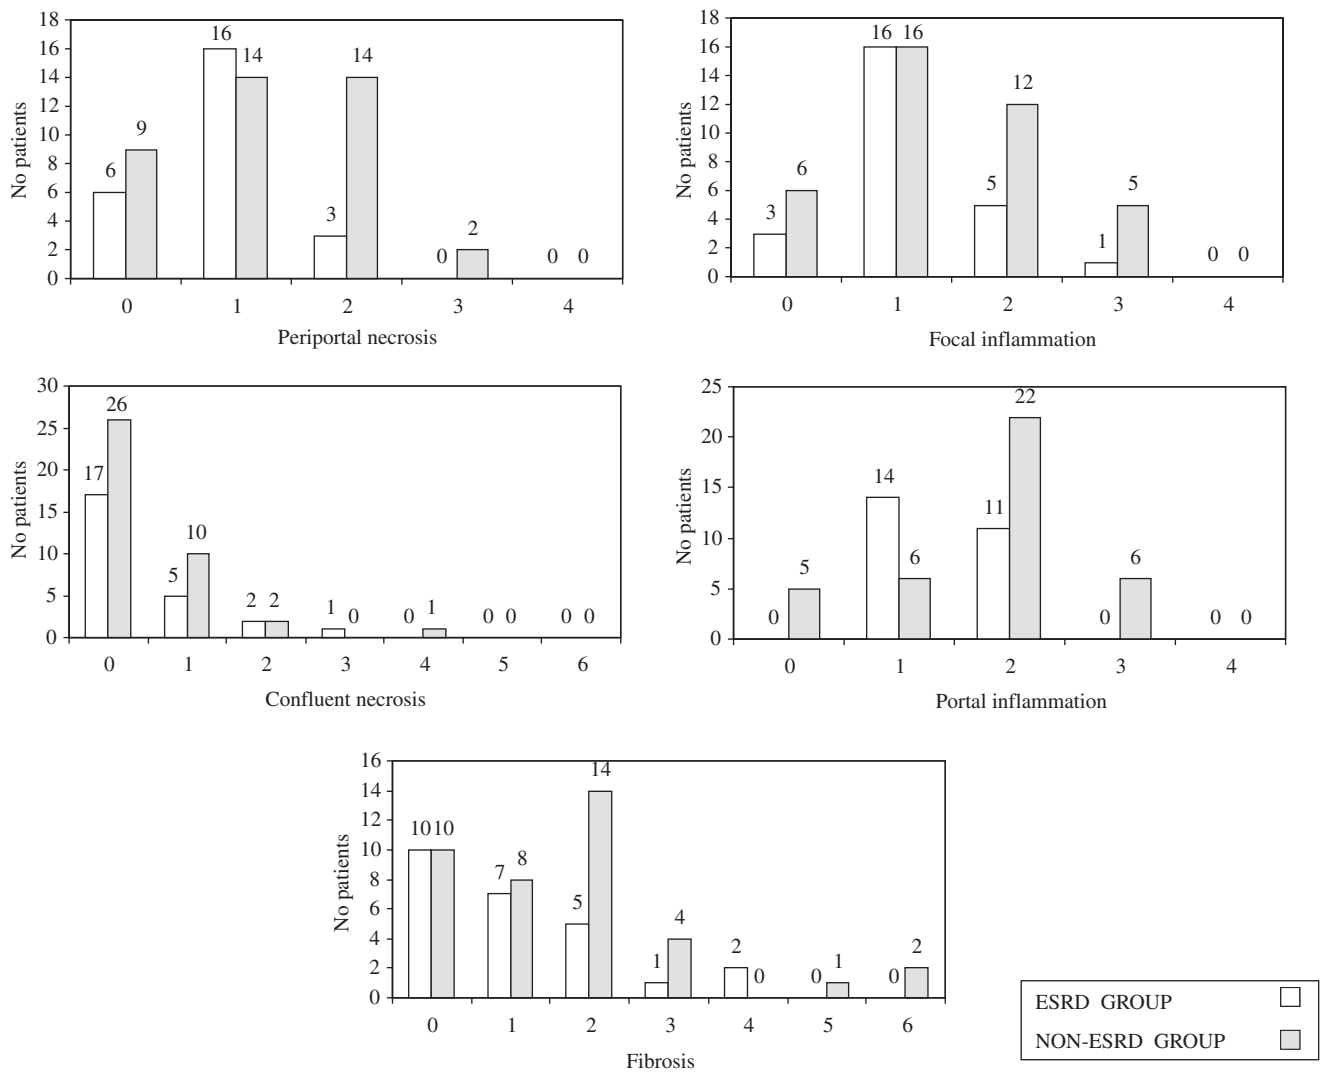 18
16
14
12
10
8
6
4
2
0
No patients
6 9 16 14 3 14 0 2 0 0
0 1 2 3 4
Periportal necrosis
18
16
14
12
10
8
6
4
2
0
No patients
3 6 16 16 5 12 1 5 0 0
0 1 2 3 4
Focal inflammation
30
25
20
15
10
5
0
No patients
17 26 5 10 2 2 1 0 0 1 0 0 0 0
0 1 2 3 4 5 6
Confluent necrosis
25
20
15
10
5
0
No patients
0 5 14 6 11 22 0 6 0 0
0 1 2 3 4
Portal inflammation
16
14
12
10
8
6
4
2
0
No patients
10 10 7 8 5 14 1 4 2 0 0 1 0 2
0 1 2 3 4 5 6
Fibrosis
ESRD GROUP
NON-ESRD GROUP